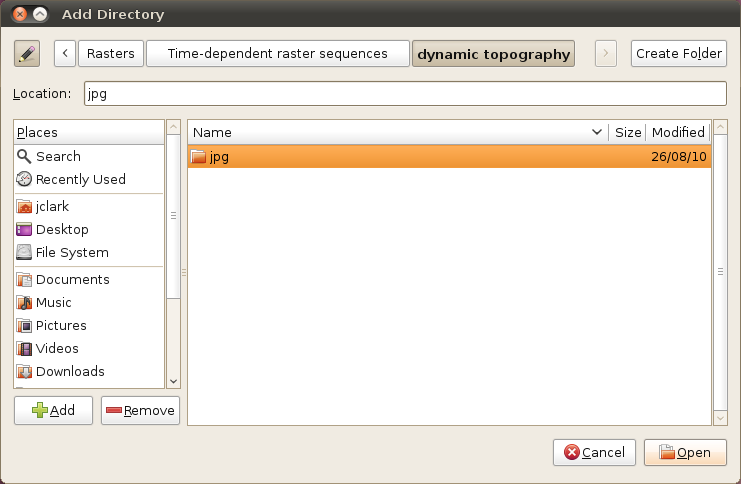 Add Directory
Rasters Time-dependent raster sequences dynamic topography Create Folder
Location: jpg
Places
Search
Recently Used
jclark
Desktop
File System
Documents
Music
Pictures
Videos
Downloads
Add Remove
Name Size Modified
jpg 26/08/10
Cancel Open